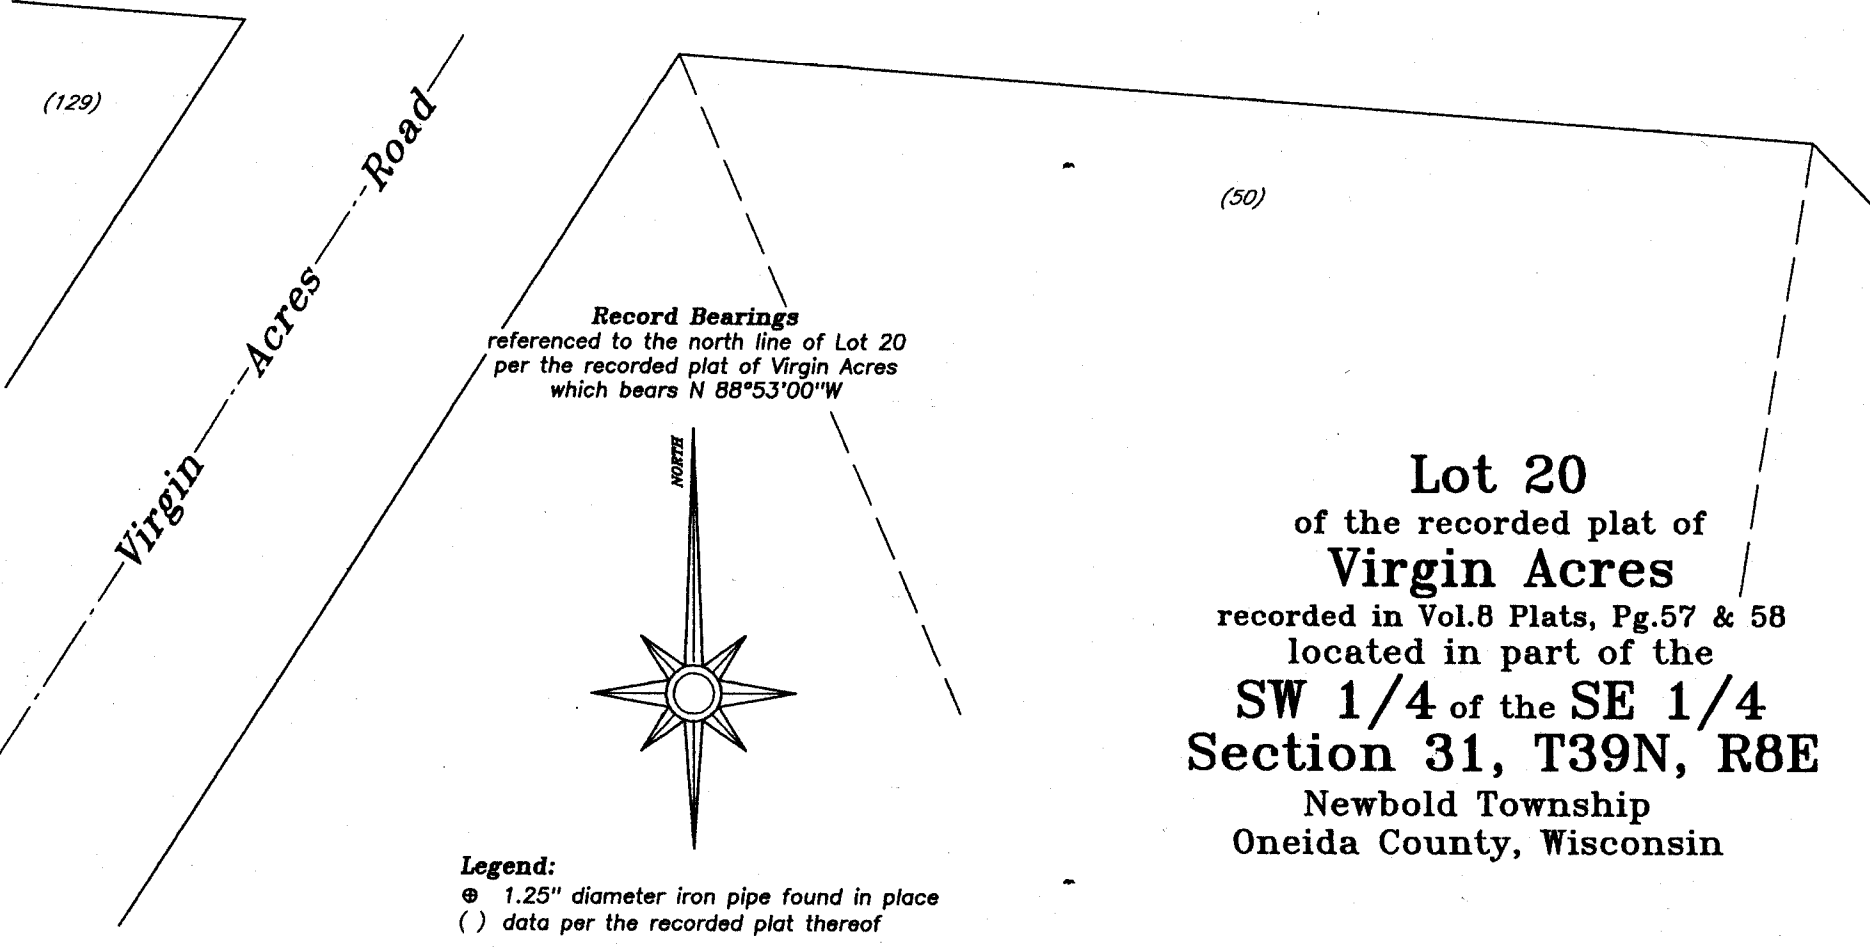 (129)
Virgin Acres Road
(50)
Record Bearings
referenced to the north line of Lot 20
per the recorded plat of Virgin Acres
which bears N 88°53'00"W
NORTH
Lot 20
of the recorded plat of
Virgin Acres
recorded in Vol.8 Plats, Pg.57 & 58
located in part of the
SW 1/4 of the SE 1/4
Section 31, T39N, R8E
Newbold Township
Oneida County, Wisconsin
Legend:
⊕ 1.25" diameter iron pipe found in place
( ) data per the recorded plat thereof